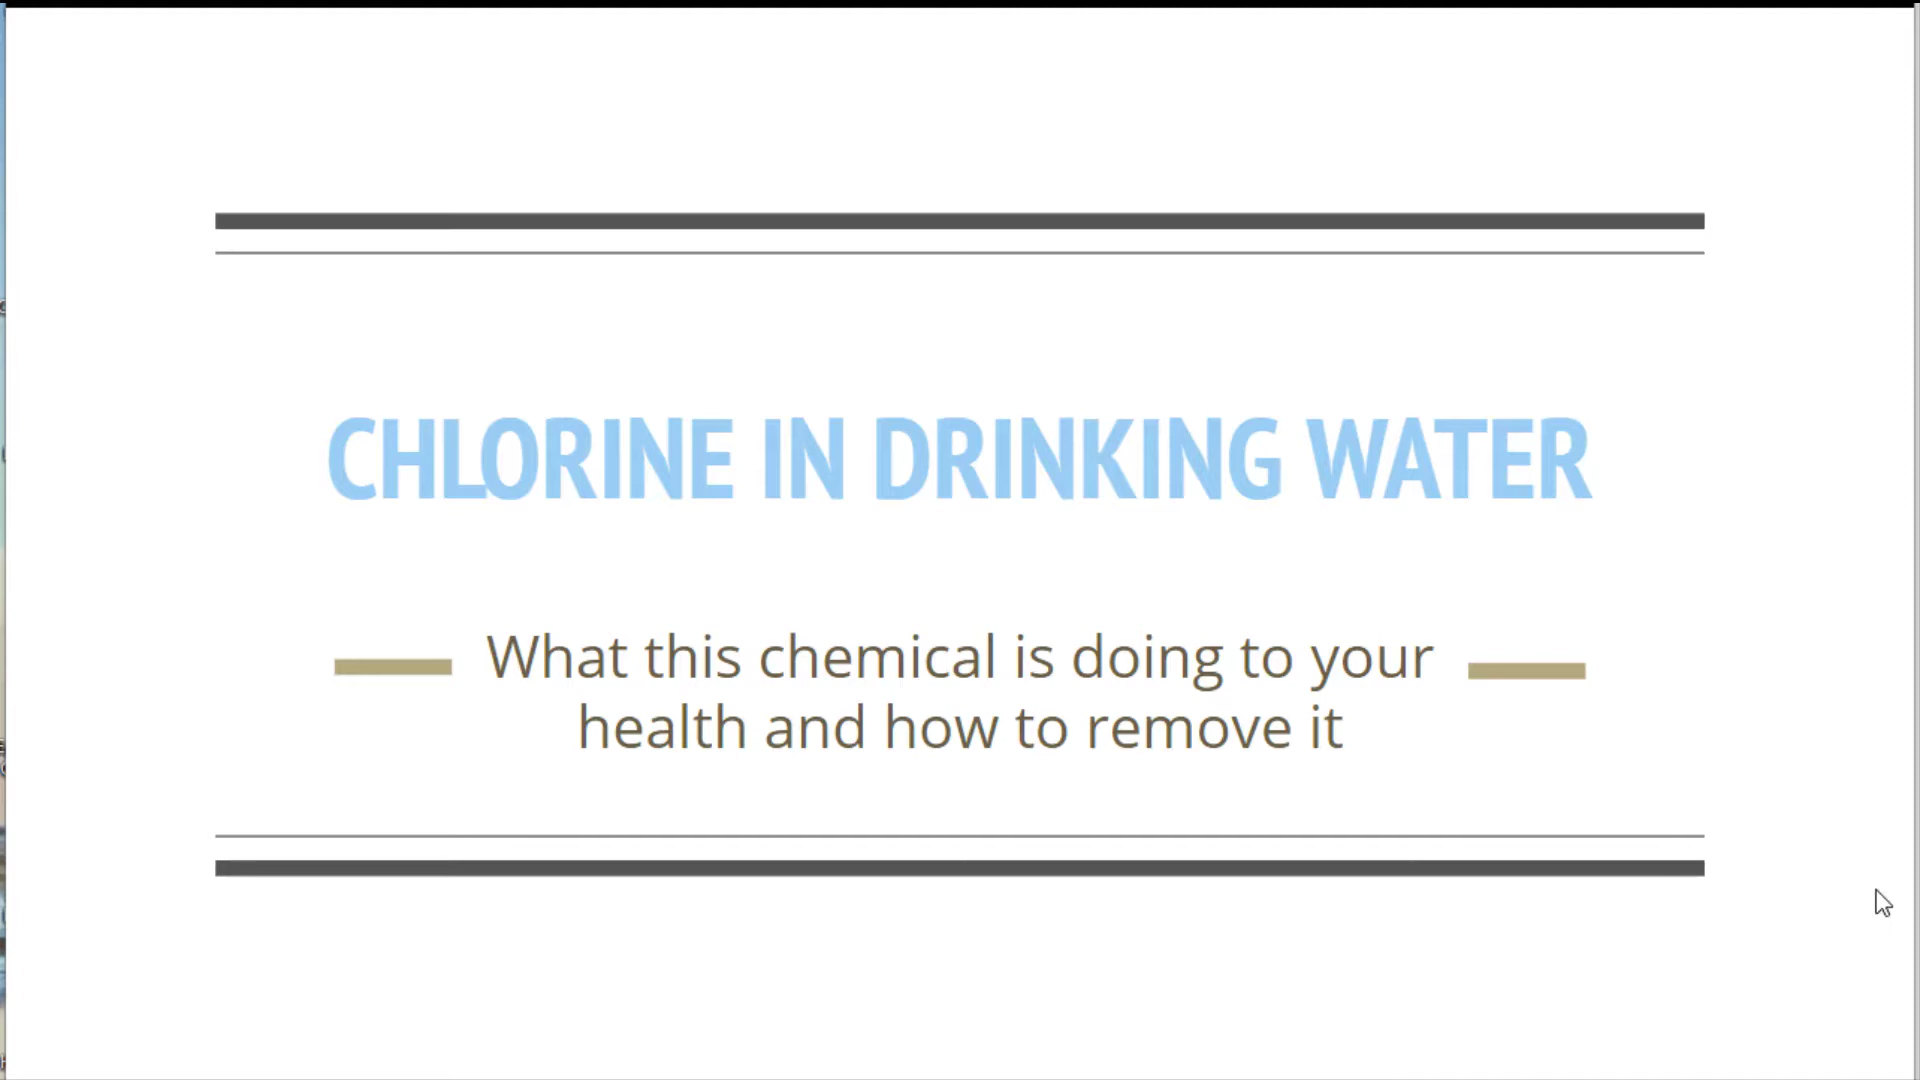 CHLORINE IN DRINKING WATER
What this chemical is doing to your
health and how to remove it